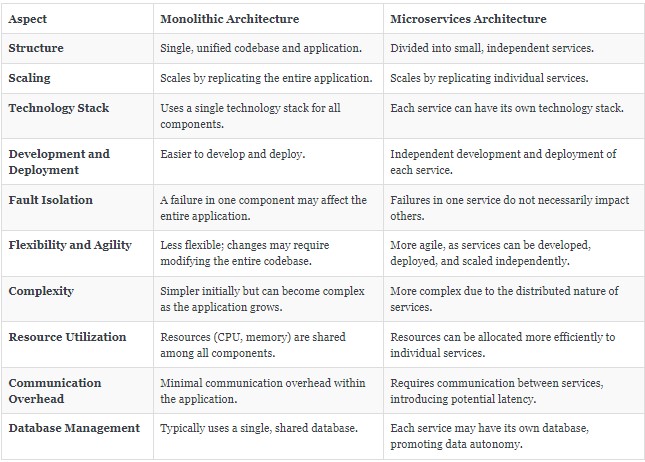 Aspect Monolithic Architecture Microservices Architecture
Structure Single, unified codebase and application. Divided into small, independent services.
Scaling Scales by replicating the entire application. Scales by replicating individual services.
Technology Stack Uses a single technology stack for all Each service can have its own technology stack.
components.
Development and Easier to develop and deploy. Independent development and deployment of
Deployment each service.
Fault Isolation A failure in one component may affect the Failures in one service do not necessarily impact
entire application. others.
Flexibility and Agility Less flexible; changes may require More agile, as services can be developed,
modifying the entire codebase. deployed, and scaled independently.
Complexity Simpler initially but can become complex More complex due to the distributed nature of
as the application grows. services.
Resource Utilization Resources (CPU, memory) are shared Resources can be allocated more efficiently to
among all components. individual services.
Communication Minimal communication overhead within Requires communication between services,
Overhead the application. introducing potential latency.
Database Management Typically uses a single, shared database. Each service may have its own database,
promoting data autonomy.